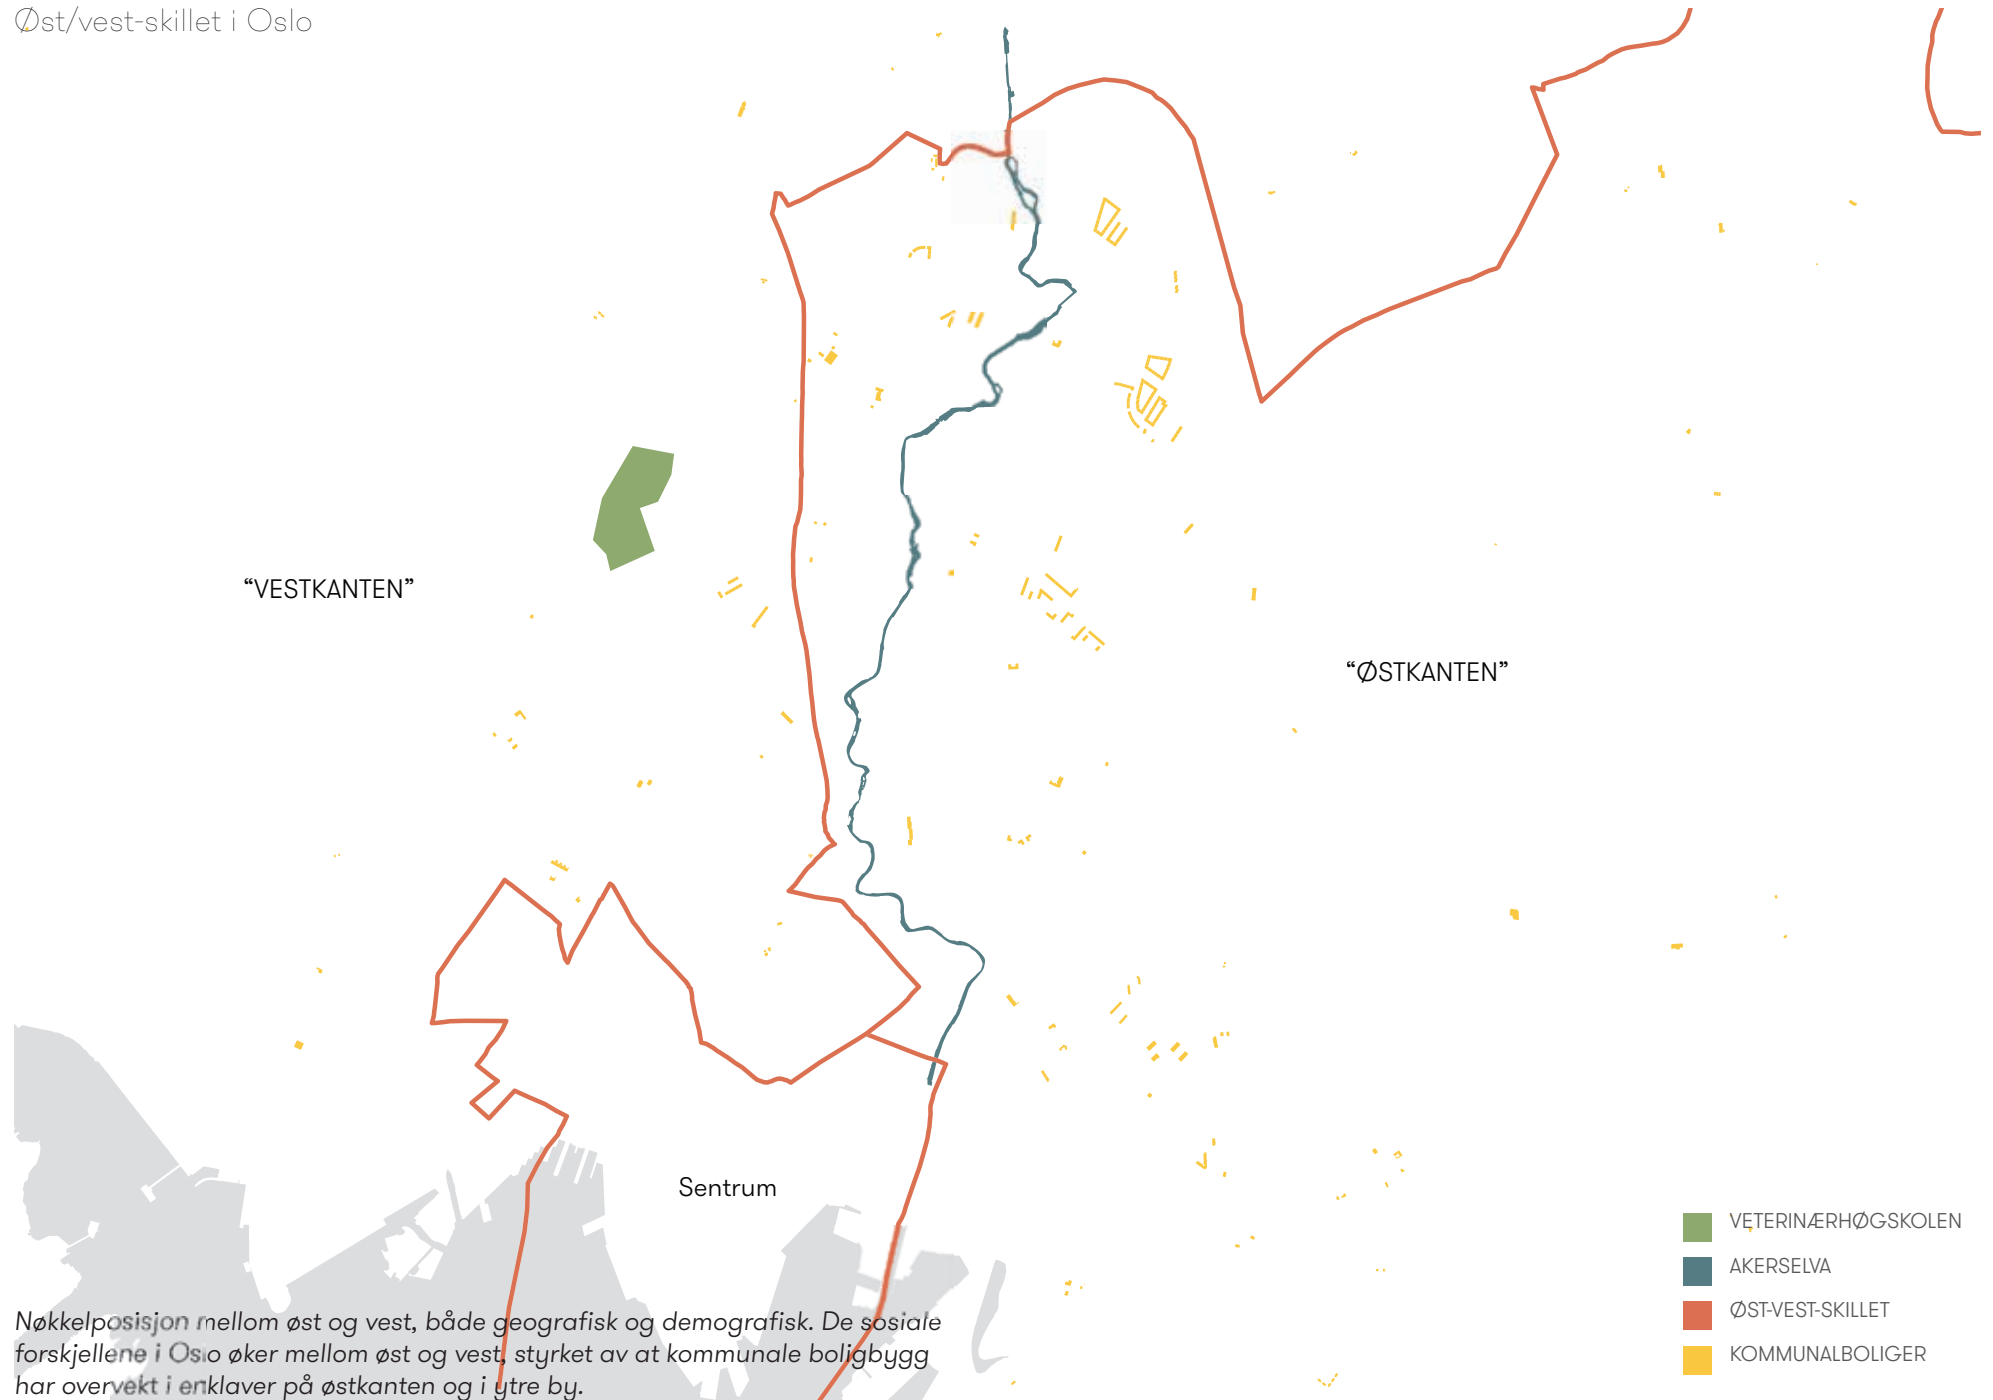 Øst/vest-skillet i Oslo
“VESTKANTEN”
“ØSTKANTEN”
Sentrum
VETERINÆRHØGSKOLEN
AKERSELVA
ØST-VEST-SKILLET
KOMMUNALBOLIGER
Nøkkelposisjon mellom øst og vest, både geografisk og demografisk. De sosiale
forskjellene i Oslo øker mellom øst og vest, styrket av at kommunale boligbygg
har overvekt i enklaver på østkanten og i ytre by.